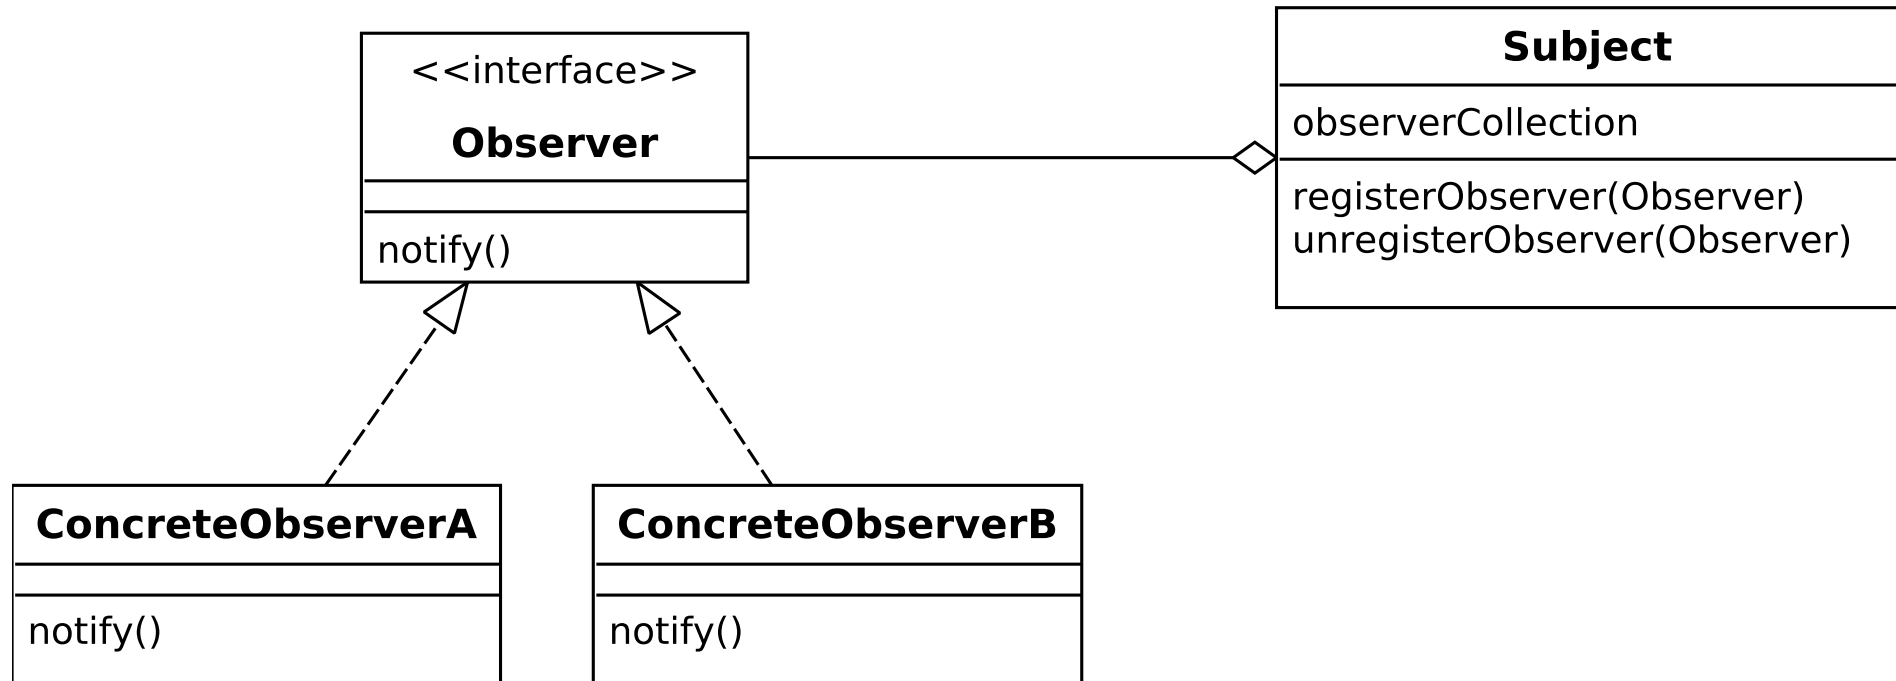 <<interface>>
Observer
notify()
Subject
observerCollection
registerObserver(Observer)
unregisterObserver(Observer)
ConcreteObserverA
notify()
ConcreteObserverB
notify()